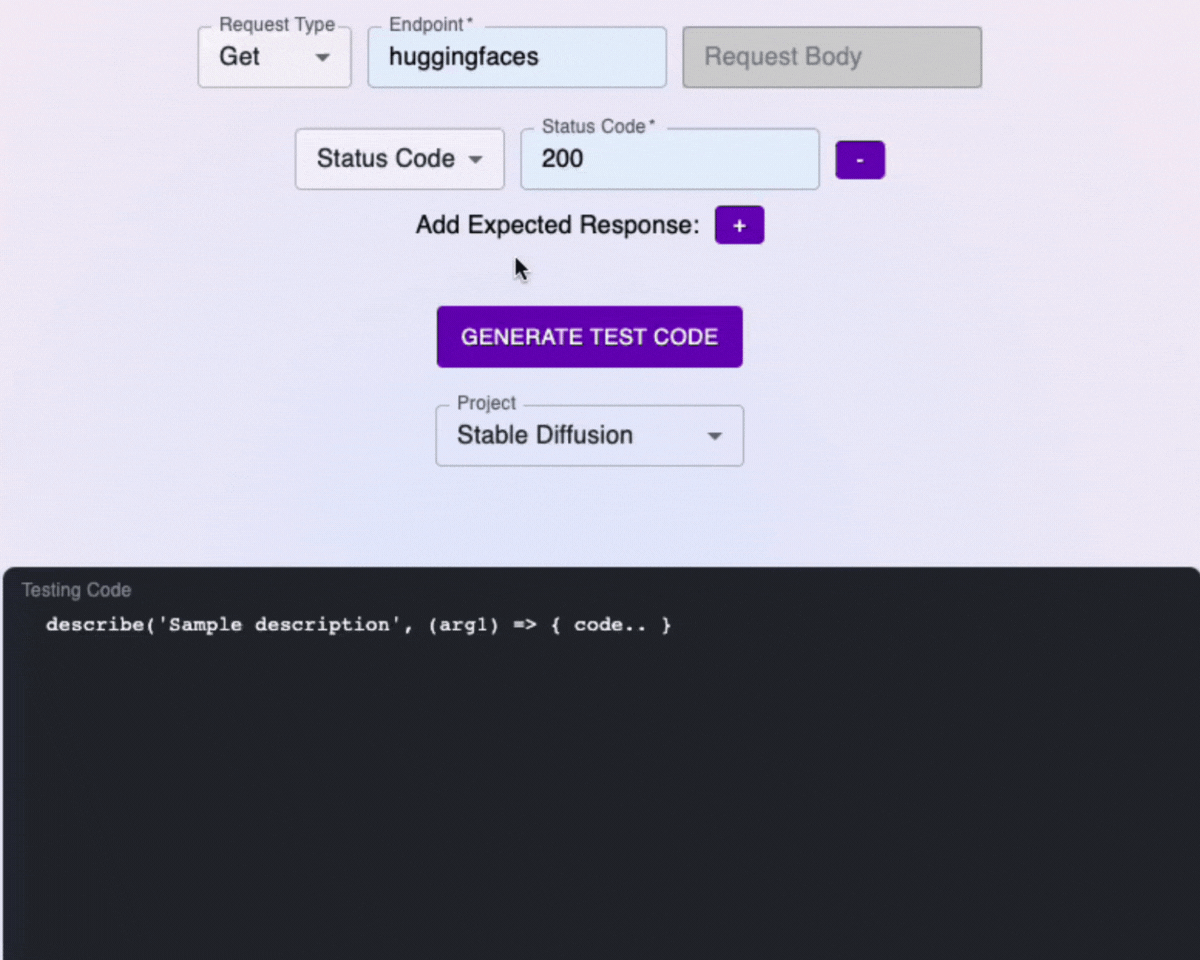 Request Type
Get
Endpoint *
huggingfaces
Request Body
Status Code
Status Code *
200
-
Add Expected Response:
+
GENERATE TEST CODE
Project
Stable Diffusion
Testing Code
describe('Sample description', (arg1) => { code.. }